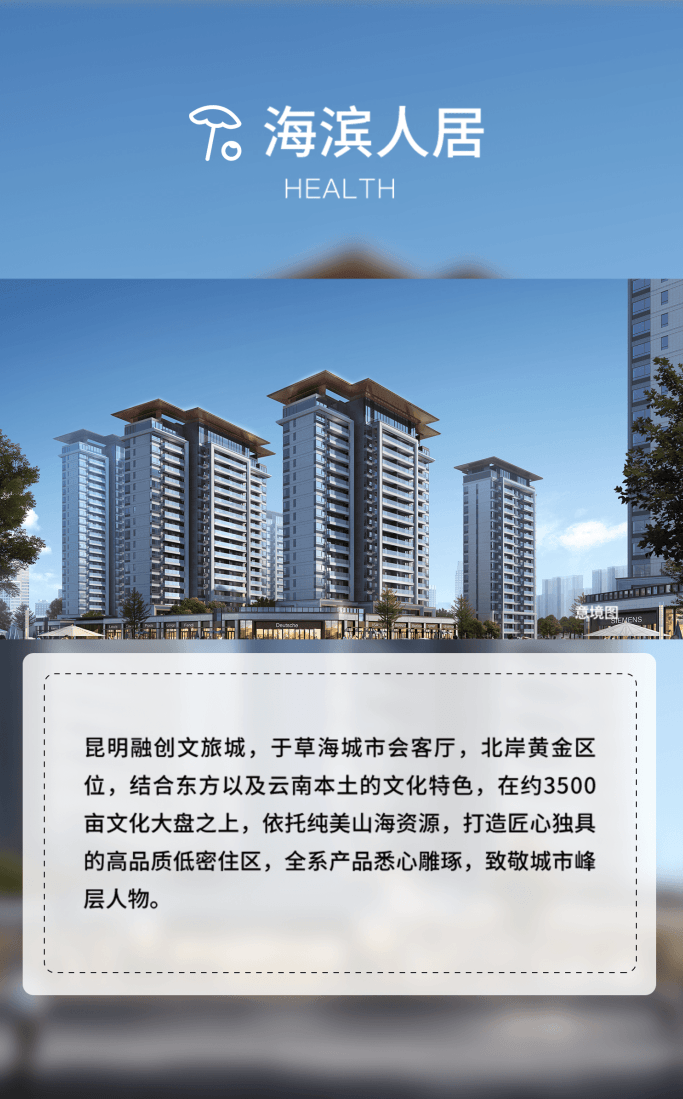 海滨人居
HEALTH
Deutsche
意境图
SIEMENS
昆明融创文旅城，于草海城市会客厅，北岸黄金区
位，结合东方以及云南本土的文化特色，在约3500
亩文化大盘之上，依托纯美山海资源，打造匠心独具
的高品质低密住区，全系产品悉心雕琢，致敬城市峰
层人物。